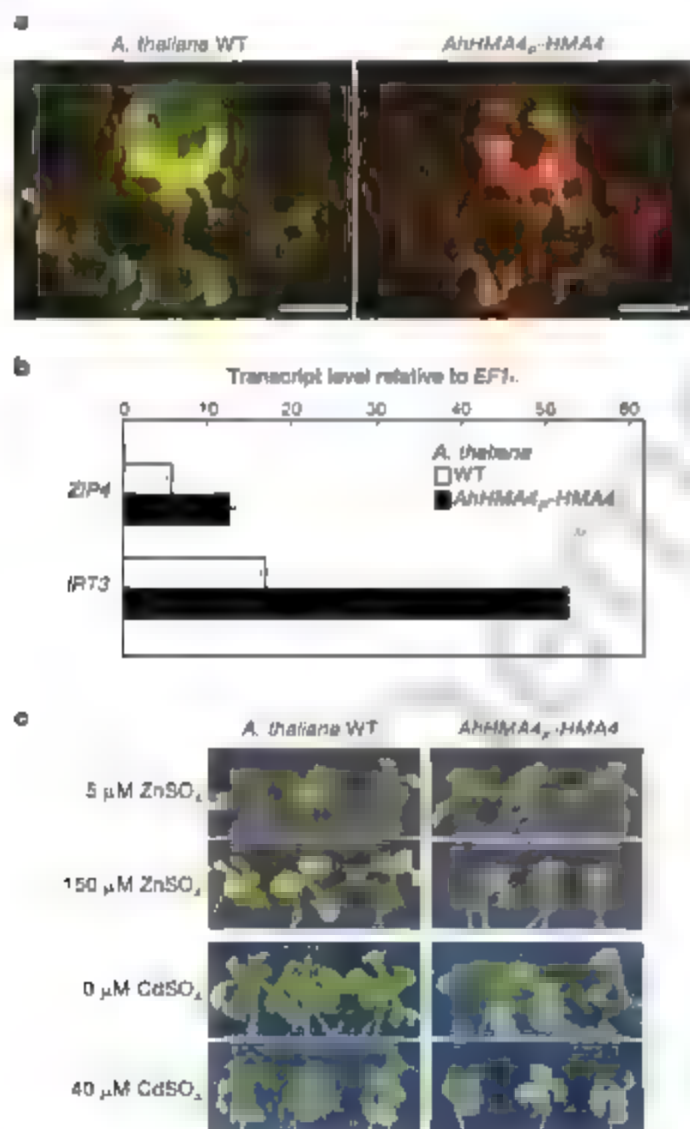 a
A. thaliana WT
AhHMA4p-HMA4
b
Transcript level relative to EF1
0 10 20 30 40 50 60
A. thaliana
WT
AhHMA4p-HMA4
ZIP4
IRT3
c
A. thaliana WT
AhHMA4p-HMA4
5 µM ZnSO4
150 µM ZnSO4
0 µM CdSO4
40 µM CdSO4